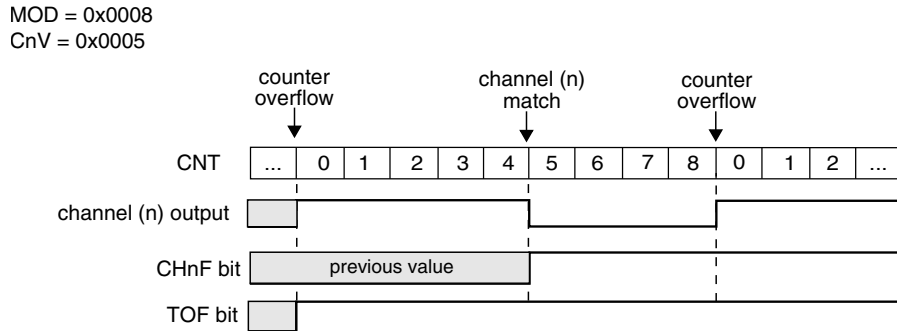 MOD = 0x0008
CnV = 0x0005
counter overflow
channel (n) match
counter overflow
CNT ... 0 1 2 3 4 5 6 7 8 0 1 2 ...
channel (n) output
CHnF bit previous value
TOF bit